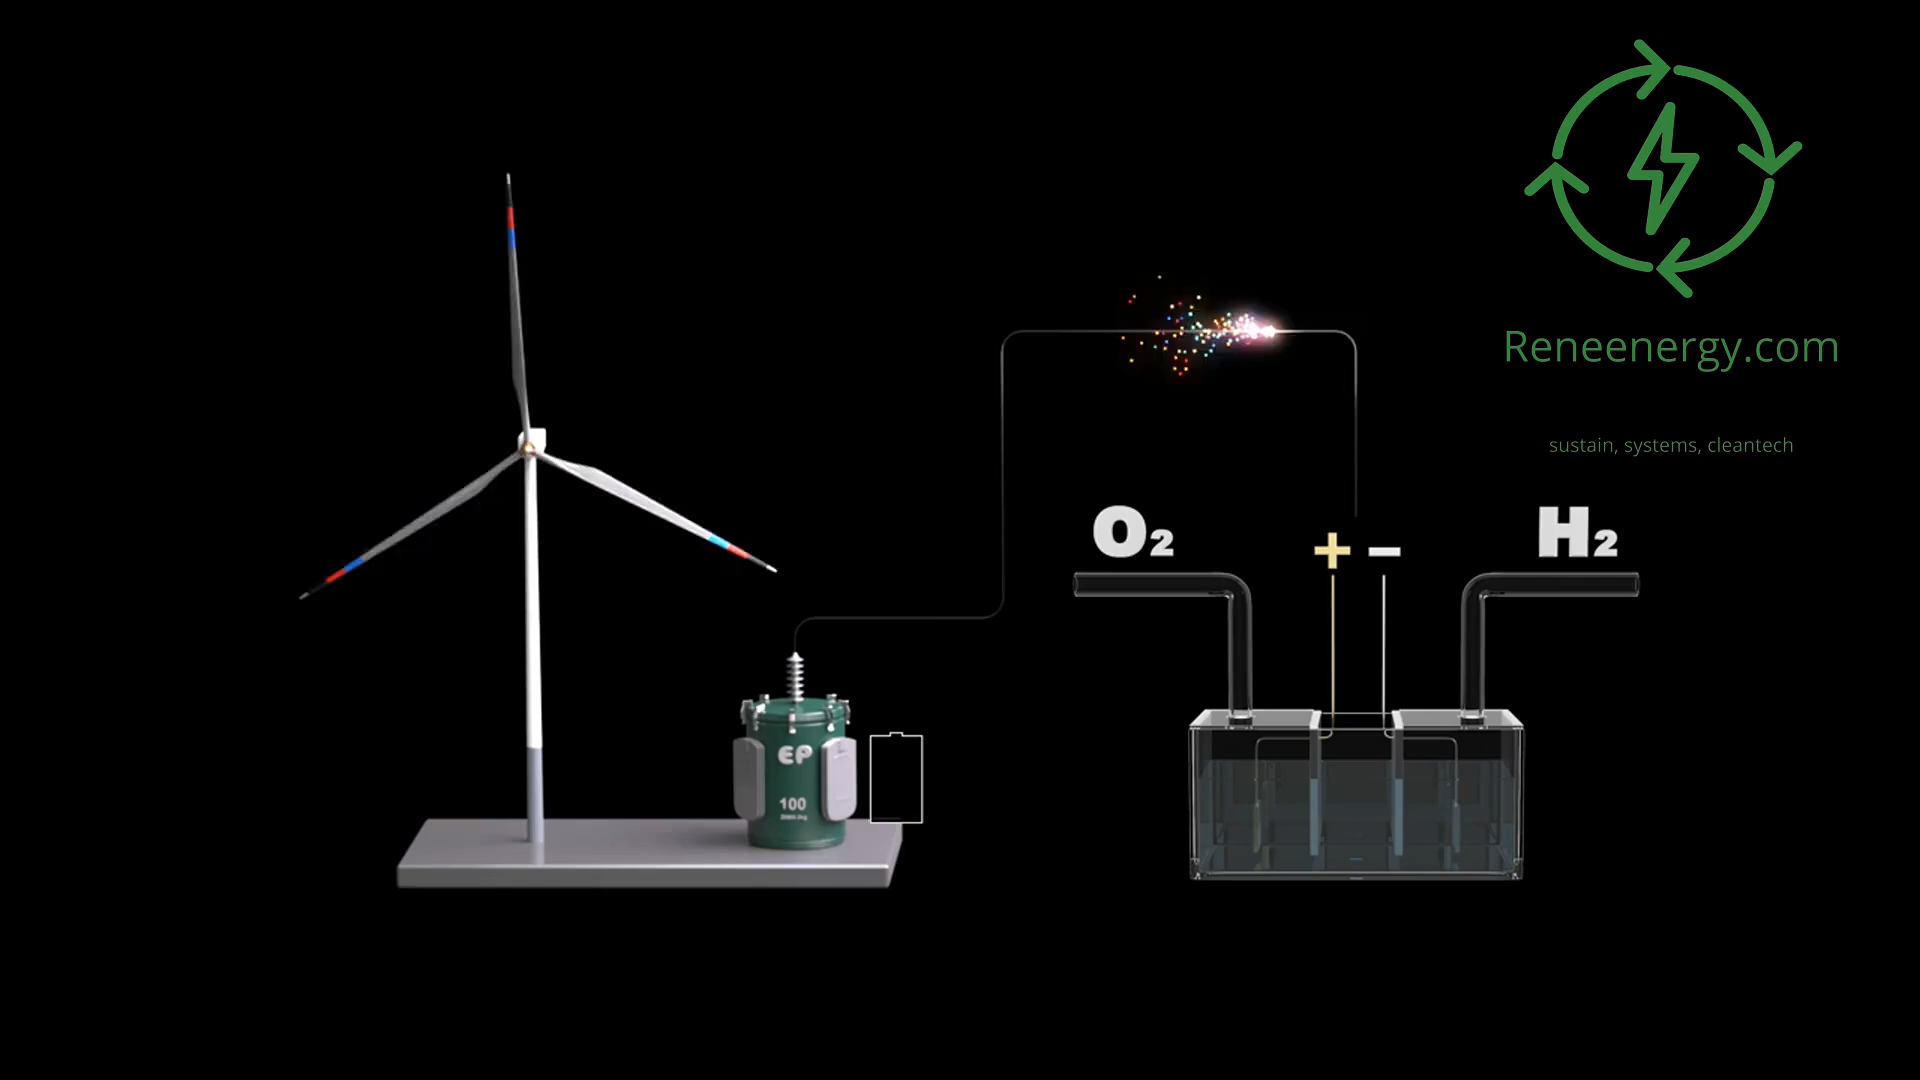 Reneenergy.com
sustain, systems, cleantech
O₂
+ −
H₂
EP
100